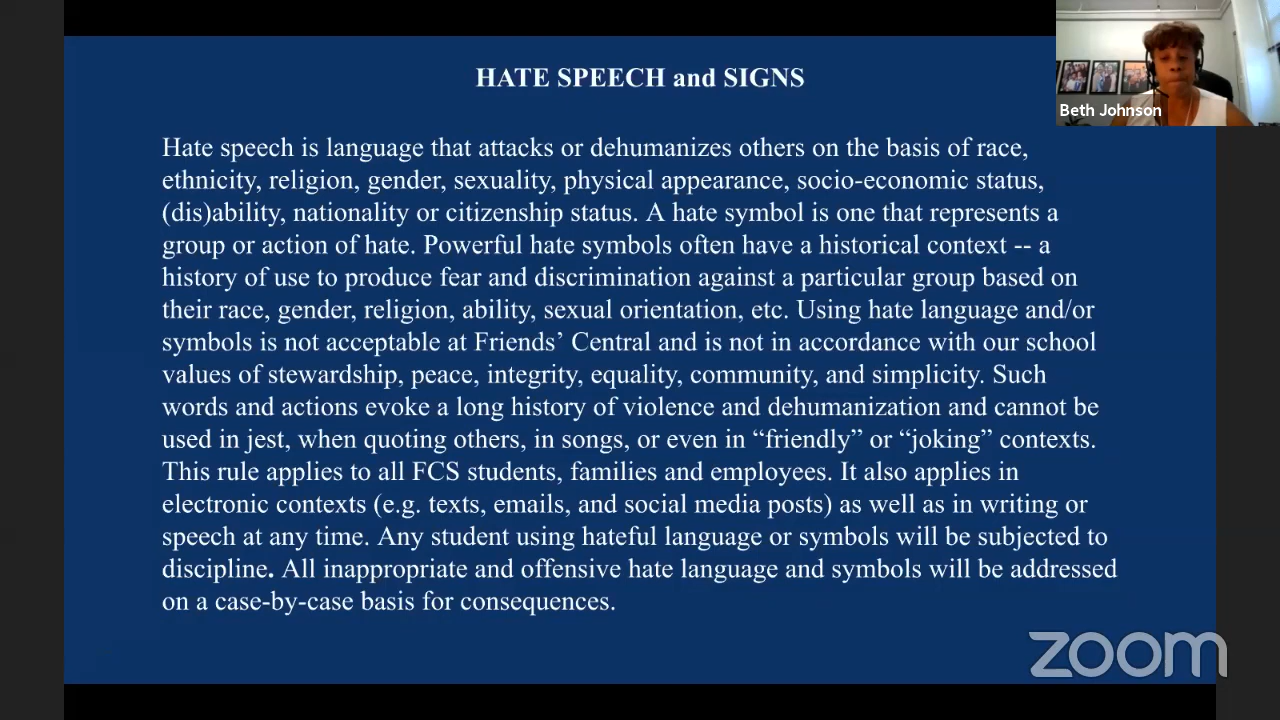 HATE SPEECH and SIGNS
Beth Johnson
Hate speech is language that attacks or dehumanizes others on the basis of race,
ethnicity, religion, gender, sexuality, physical appearance, socio-economic status,
(dis)ability, nationality or citizenship status. A hate symbol is one that represents a
group or action of hate. Powerful hate symbols often have a historical context -- a
history of use to produce fear and discrimination against a particular group based on
their race, gender, religion, ability, sexual orientation, etc. Using hate language and/or
symbols is not acceptable at Friends’ Central and is not in accordance with our school
values of stewardship, peace, integrity, equality, community, and simplicity. Such
words and actions evoke a long history of violence and dehumanization and cannot be
used in jest, when quoting others, in songs, or even in “friendly” or “joking” contexts.
This rule applies to all FCS students, families and employees. It also applies in
electronic contexts (e.g. texts, emails, and social media posts) as well as in writing or
speech at any time. Any student using hateful language or symbols will be subjected to
discipline. All inappropriate and offensive hate language and symbols will be addressed
on a case-by-case basis for consequences.
zoom